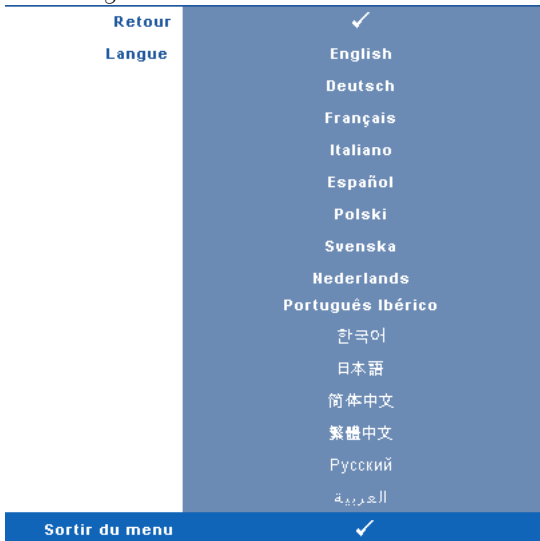 Retour ✓
Langue English
Deutsch
Français
Italiano
Español
Polski
Svenska
Nederlands
Português Ibérico
한국어
日本語
简体中文
繁體中文
Русский
العربية
Sortir du menu ✓